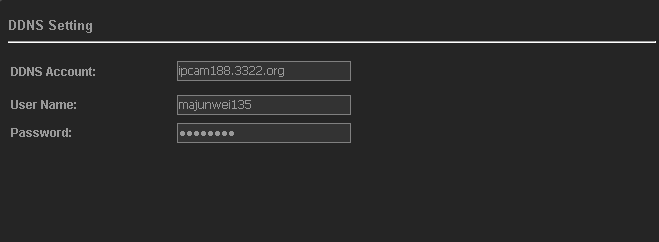 DDNS Setting
DDNS Account: ipcam188.3322.org
User Name: majunwei135
Password: ●●●●●●●●